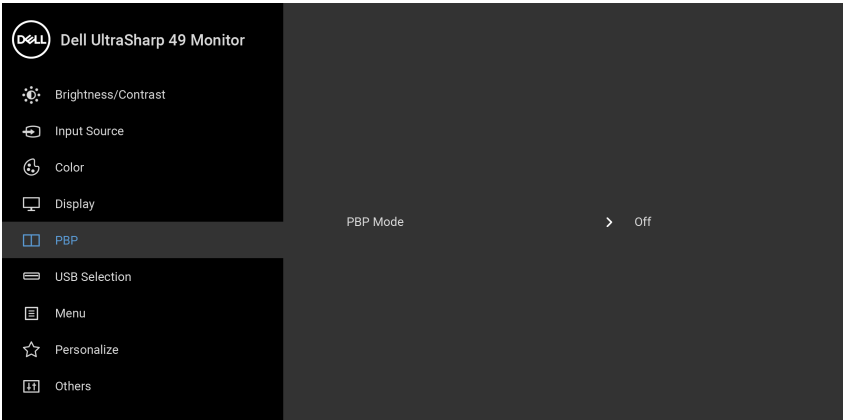 DELL
Dell UltraSharp 49 Monitor
Brightness/Contrast
Input Source
Color
Display
PBP
USB Selection
Menu
Personalize
Others
PBP Mode
Off